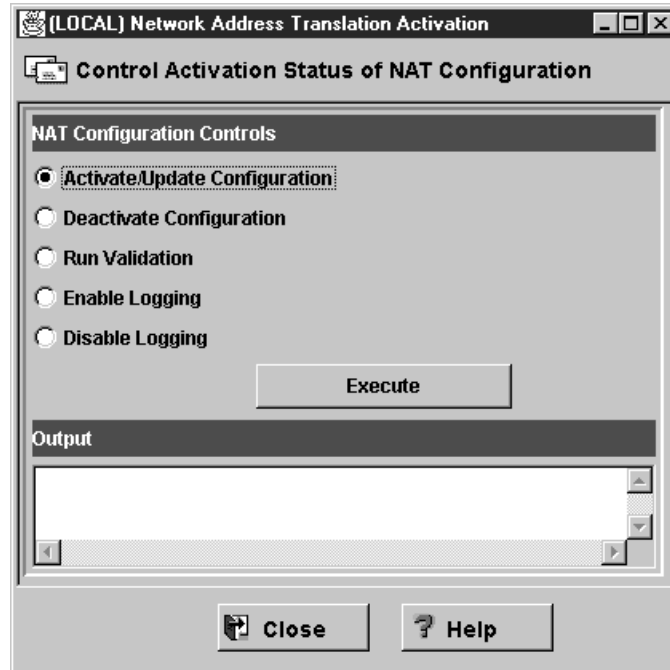 (LOCAL) Network Address Translation Activation
Control Activation Status of NAT Configuration
NAT Configuration Controls
Activate/Update Configuration
Deactivate Configuration
Run Validation
Enable Logging
Disable Logging
Execute
Output
Close
? Help